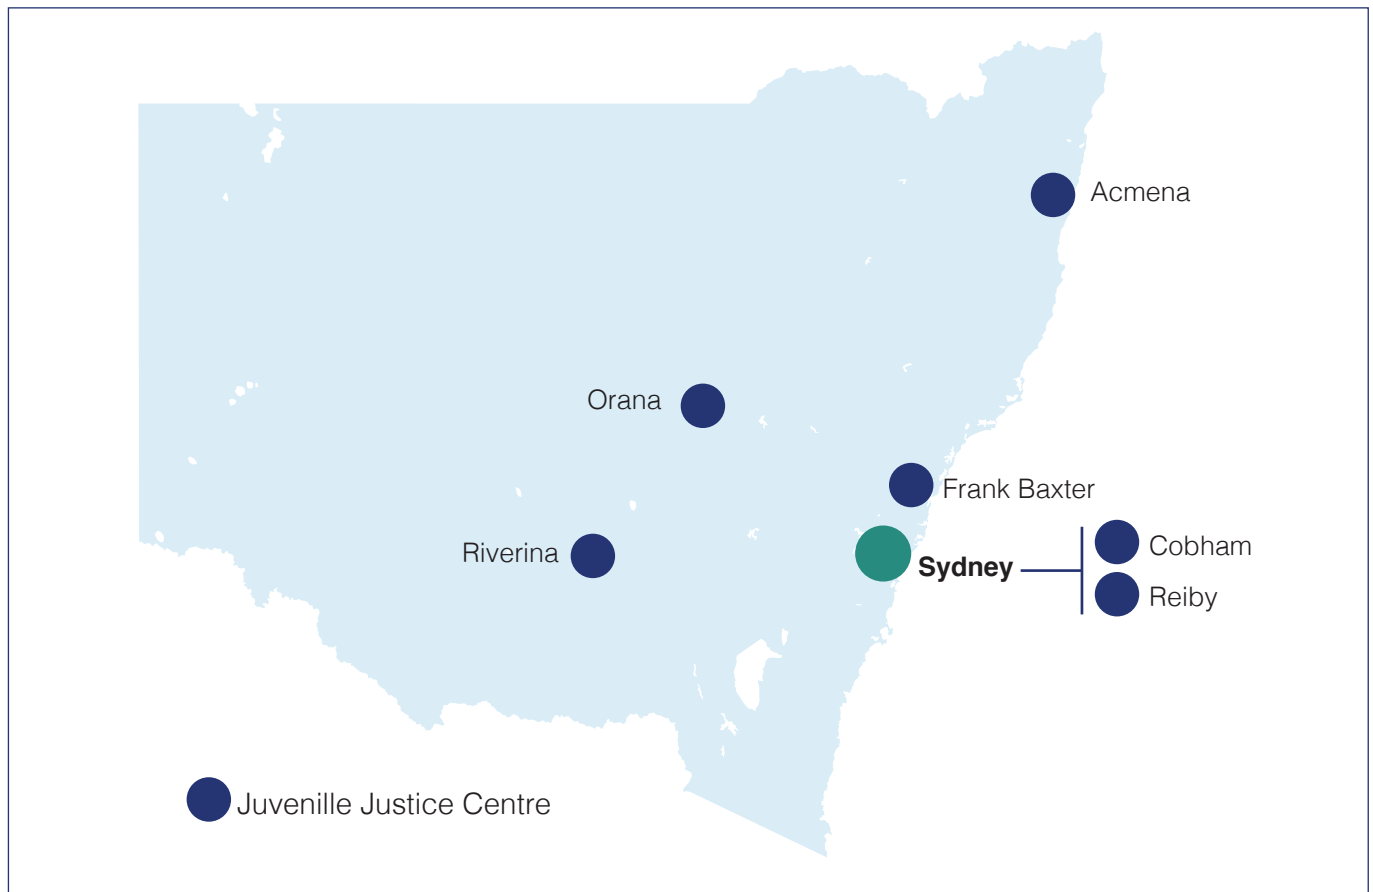 Acmena
Orana
Frank Baxter
Riverina
Sydney
Cobham
Reiby
Juvenille Justice Centre